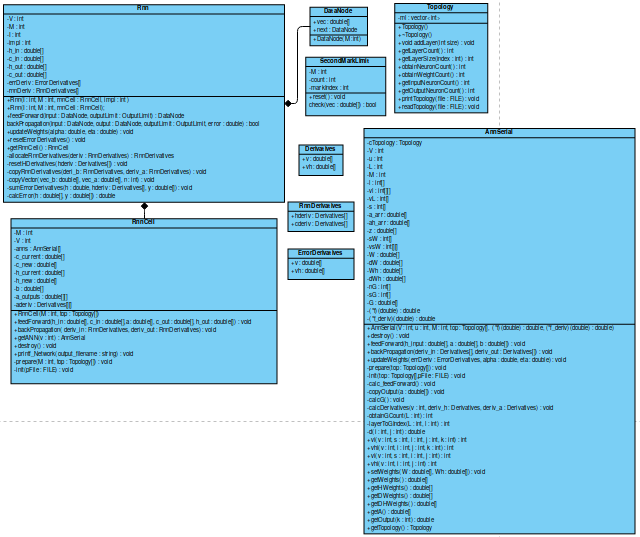 Rnn
-V : int
-M : int
-I : int
-impl : int
-h_in : double[]
-c_in : double[]
-h_out : double[]
-c_out : double[]
-errDeriv : ErrorDerivatives[]
-rnnDeriv : RnnDerivatives[]
+Rnn(I : int, M : int, rnnCell : RnnCell, impl : int )
+Rnn(I : int, M : int, rnnCell : RnnCell);
+feedForward(input : DataNode, outputLimit : OutputLimit) : DataNode
backPropagation(input : DataNode, output : DataNode, outputLimit : OutputLimit, error : double) : bool
+updateWeights(alpha : double, eta : double) : void
+resetErrorDerivatives() : void
+getRnnCell() : RnnCell
-allocateRnnDerivatives(deriv : RnnDerivatives) : RnnDerivatives
-resetHDerivatives(hderiv : Derivatives[]) : void
-copyRnnDerivatives(deri_b : RnnDerivatives, deriv_a : RnnDerivatives) : void
-copyVector(vec_b : double[], vec_a : double[], n : int) : void
-sumErrorDerivatives(h : double, hderiv : Derivatives[], y : double[]) : void
-calcError(h : double[], y : double[]) : double
RnnCell
-M : int
-V : int
-anns : AnnSerial[]
-c_current : double[]
-c_new : double[]
-h_current : double[]
-h_new : double[]
-b : double[]
-a_outputs : double[][]
-aderiv : Derivatives[][]
+RnnCell(M : int, top : Topology[])
+feedForward(h_in : double[], c_in : double[], a : double[], c_out : double[], h_out : double[]) : void
+backPropagation( deriv_in : RnnDerivatives, deriv_out : RnnDerivatives) : void
+getANN(i : int) : AnnSerial
+destroy() : void
+printf_Network( output_filename : string) : void
-prepare(M : int, top : Topology[]) : void
-init(pFile : FILE) : void
DataNode
+vec : double[]
+next : DataNode
+DataNode(M : int)
SecondMarkLimit
-M : int
-count : int
-markIndex : int
+reset() : void
check(vec : double[]) : bool
Derivatives
+v : double[]
+vh : double[]
RnnDerivatives
+hderiv : Derivatives[]
+cderiv : Derivatives[]
ErrorDerivatives
+v : double[]
+vh : double[]
Topology
-ml : vector<int>
+Topology()
+~Topology()
+void addLayer(int size) : void
+getLayerCount() : int
+getLayerSize(index : int) : int
+obtainNeuronCount() : int
+obtainWeightCount() : int
+getInputNeuronCount() : int
+getOutputNeuronCount() : int
+printTopology( file : FILE) : void
+readTopology( file : FILE) : void
AnnSerial
-cTopology : Topology
-V : int
-u : int
-L : int
-M : int
-l : int[]
-vl : int[][]
-vL : int[]
-s : int[]
-a_arr : double[]
-ah_arr : double[]
-z : double[]
-sW : int[]
-vsW : int[][]
-W : double[]
-dW : double[]
-Wh : double[]
-dWh : double[]
-nG : int[]
-sG : int[]
-G : double[]
-( *f) (double) : double
-( *f_deriv)( double) : double
+AnnSerial(V : int, u : int, M : int, top : Topology[], ( *f) (double) : double, (*f_deriv) (double) : double)
+destroy() : void
+feedForward(h_input : double[], a : double[], b : double[]) : void
+backPropagation( deriv_in : Derivatives[], deriv_out : Derivatives[]) : void
+updateWeights( errDeriv : ErrorDerivatives, alpha : double, eta : double) : void
-prepare(top : Topology[]) : void
-init(top : Topology[],pFile : FILE) : void
-calc_feedForward() : void
-copyOutput(a : double[]) : void
-calcG() : void
-calcDerivatives(v : int, deriv_h : Derivatives, deriv_a : Derivatives) : void
-obtainGCount(L : int) : int
-layerToGIndex(L : int, l : int) : int
-d(i : int, j : int) : double
+vi( v : int, s : int, i : int, j : int, k : int) : int
+vhi( v : int, i : int, j : int, k : int) : int
+vi( v : int, s : int, i : int, j : int) : int
+vhi( v : int, i : int, j : int) : int
+setWeights( W : double[], Wh : double[]) : void
+getWeights() : double[]
+getHWeights() : double[]
+getDWeights() : double[]
+getDHWeights() : double[]
+getA() : double[]
+getOutput(k : int) : double
+getTopology() : Topology